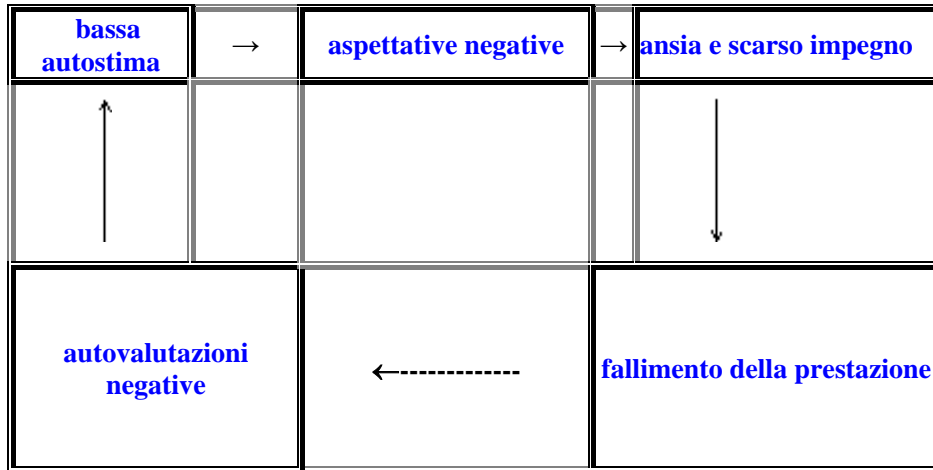 bassa
autostima
→
aspettative negative
→
ansia e scarso impegno
autovalutazioni
negative
←-------------
fallimento della prestazione